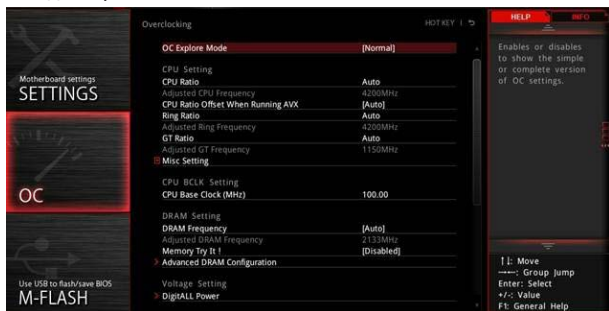 Overclocking
HOT KEY
HELP
INFO
OC Explore Mode [Normal]
CPU Setting
CPU Ratio Auto
Adjusted CPU Frequency 4200MHz
CPU Ratio Offset When Running AVX [Auto]
Ring Ratio Auto
Adjusted Ring Frequency 4200MHz
GT Ratio Auto
Adjusted GT Frequency 1150MHz
Misc Setting
CPU BCLK Setting
CPU Base Clock (MHz) 100.00
DRAM Setting
DRAM Frequency [Auto]
Adjusted DRAM Frequency 2133MHz
Memory Try It ! [Disabled]
Advanced DRAM Configuration
Voltage Setting
DigitALL Power
Motherboard settings
SETTINGS
OC
Use USB to flash/save BIOS
M-FLASH
Enables or disables
to show the simple
or complete version
of OC settings.
↑↓: Move
→←: Group Jump
Enter: Select
+/-: Value
F1: General Help